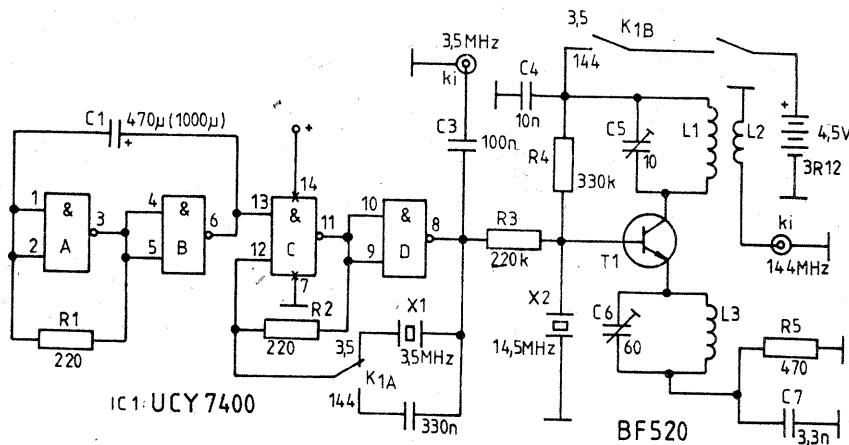 3,5MHz
ki
3,5
K1B
144
C4
10n
C1
470µ(1000µ)
+
+
C3
100n
C5
10
L1
L2
+
4,5V
3R12
R4
330k
1
2
&
A
3
4
5
&
B
6
13
12
14
&
C
7
11
10
9
&
D
8
R3
220k
T1
ki
144MHz
R1
220
R2
220
X1
3,5MHz
3,5
K1A
144
330n
X2
14,5MHz
C6
60
L3
R5
470
C7
3,3n
IC1: UCY 7400
BF520